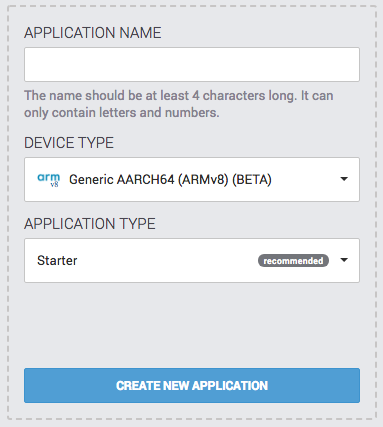 APPLICATION NAME
The name should be at least 4 characters long. It can
only contain letters and numbers.
DEVICE TYPE
arm v8 Generic AARCH64 (ARMv8) (BETA)
APPLICATION TYPE
Starter recommended
CREATE NEW APPLICATION